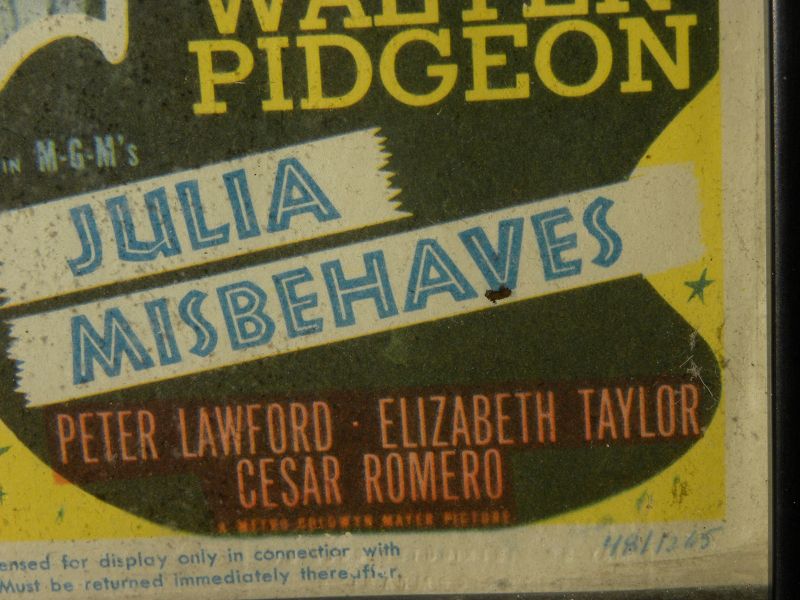 WALTER
PIDGEON
IN M-G-M's
JULIA
MISBEHAVES
PETER LAWFORD · ELIZABETH TAYLOR
CESAR ROMERO
A METRO GOLDWYN MAYER PICTURE
ensed for display only in connection with
Must be returned immediately thereafter.